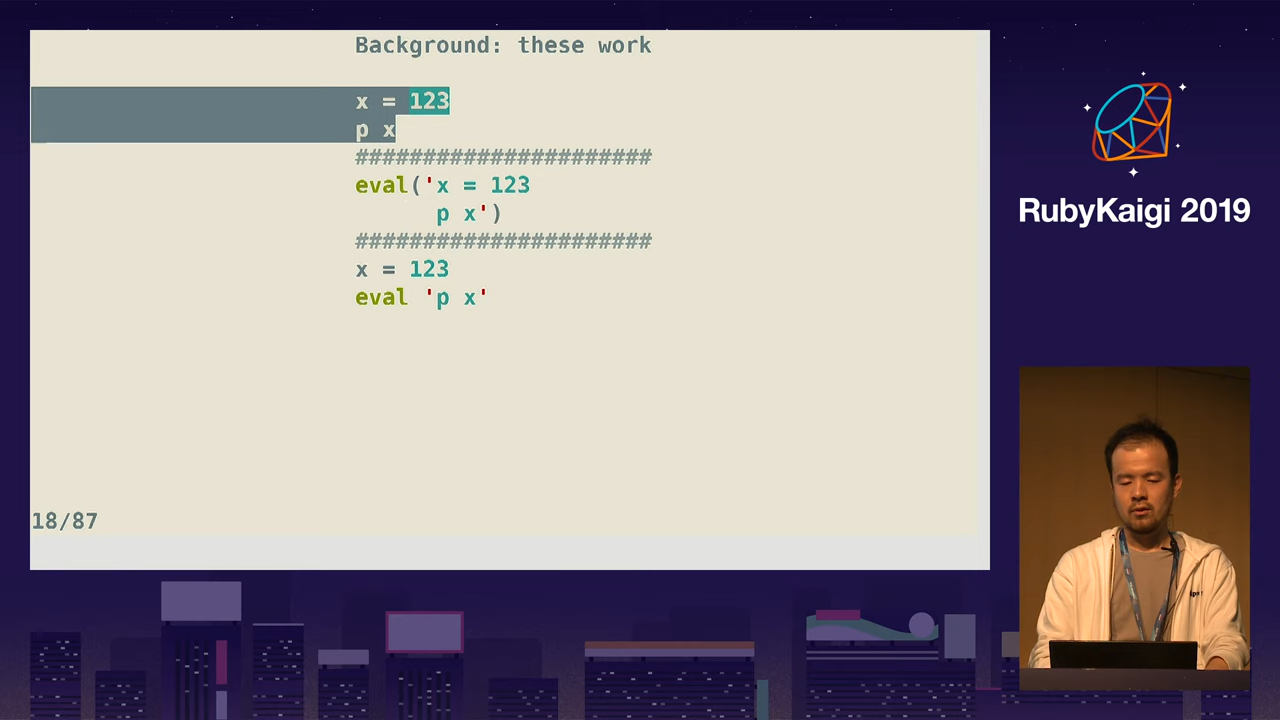 Background: these work
x = 123
p x
######################
eval('x = 123
p x')
######################
x = 123
eval 'p x'
18/87
RubyKaigi 2019